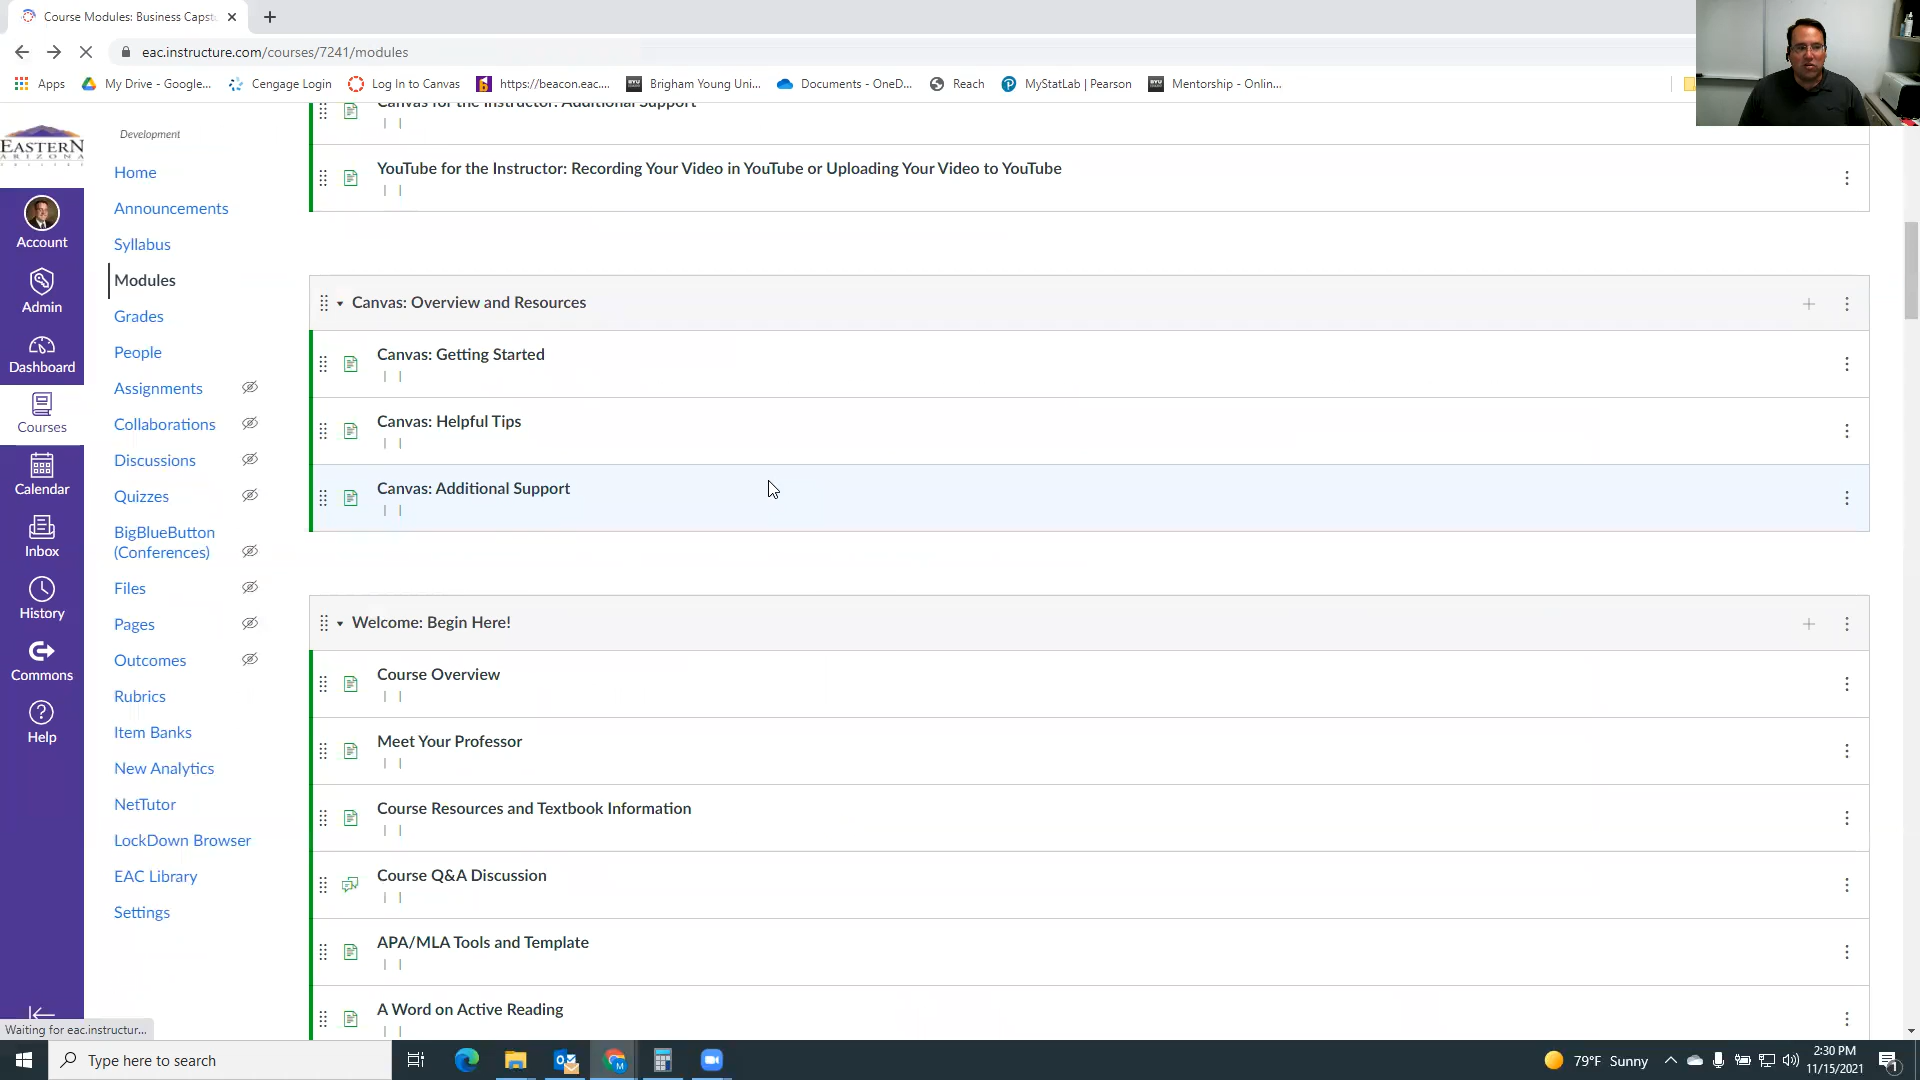 Course Modules: Business Capst
eac.instructure.com/courses/7241/modules
Apps
My Drive - Google...
Cengage Login
Log In to Canvas
https://beacon.eac....
Brigham Young Uni...
Documents - OneD...
Reach
MyStatLab | Pearson
Mentorship - Onlin...
EASTERN
ARIZONA
Account
Admin
Dashboard
Courses
Calendar
Inbox
History
Commons
Help
Development
Home
Announcements
Syllabus
Modules
Grades
People
Assignments
Collaborations
Discussions
Quizzes
BigBlueButton
(Conferences)
Files
Pages
Outcomes
Rubrics
Item Banks
New Analytics
NetTutor
LockDown Browser
EAC Library
Settings
Canvas for the Instructor: Additional Support
YouTube for the Instructor: Recording Your Video in YouTube or Uploading Your Video to YouTube
Canvas: Overview and Resources
Canvas: Getting Started
Canvas: Helpful Tips
Canvas: Additional Support
Welcome: Begin Here!
Course Overview
Meet Your Professor
Course Resources and Textbook Information
Course Q&A Discussion
APA/MLA Tools and Template
A Word on Active Reading
Waiting for eac.instructur...
Type here to search
79°F Sunny
2:30 PM
11/15/2021